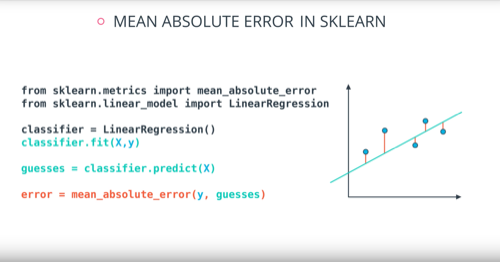 MEAN ABSOLUTE ERROR IN SKLEARN
from sklearn.metrics import mean_absolute_error
from sklearn.linear_model import LinearRegression
classifier = LinearRegression()
classifier.fit(X,y)
guesses = classifier.predict(X)
error = mean_absolute_error(y, guesses)